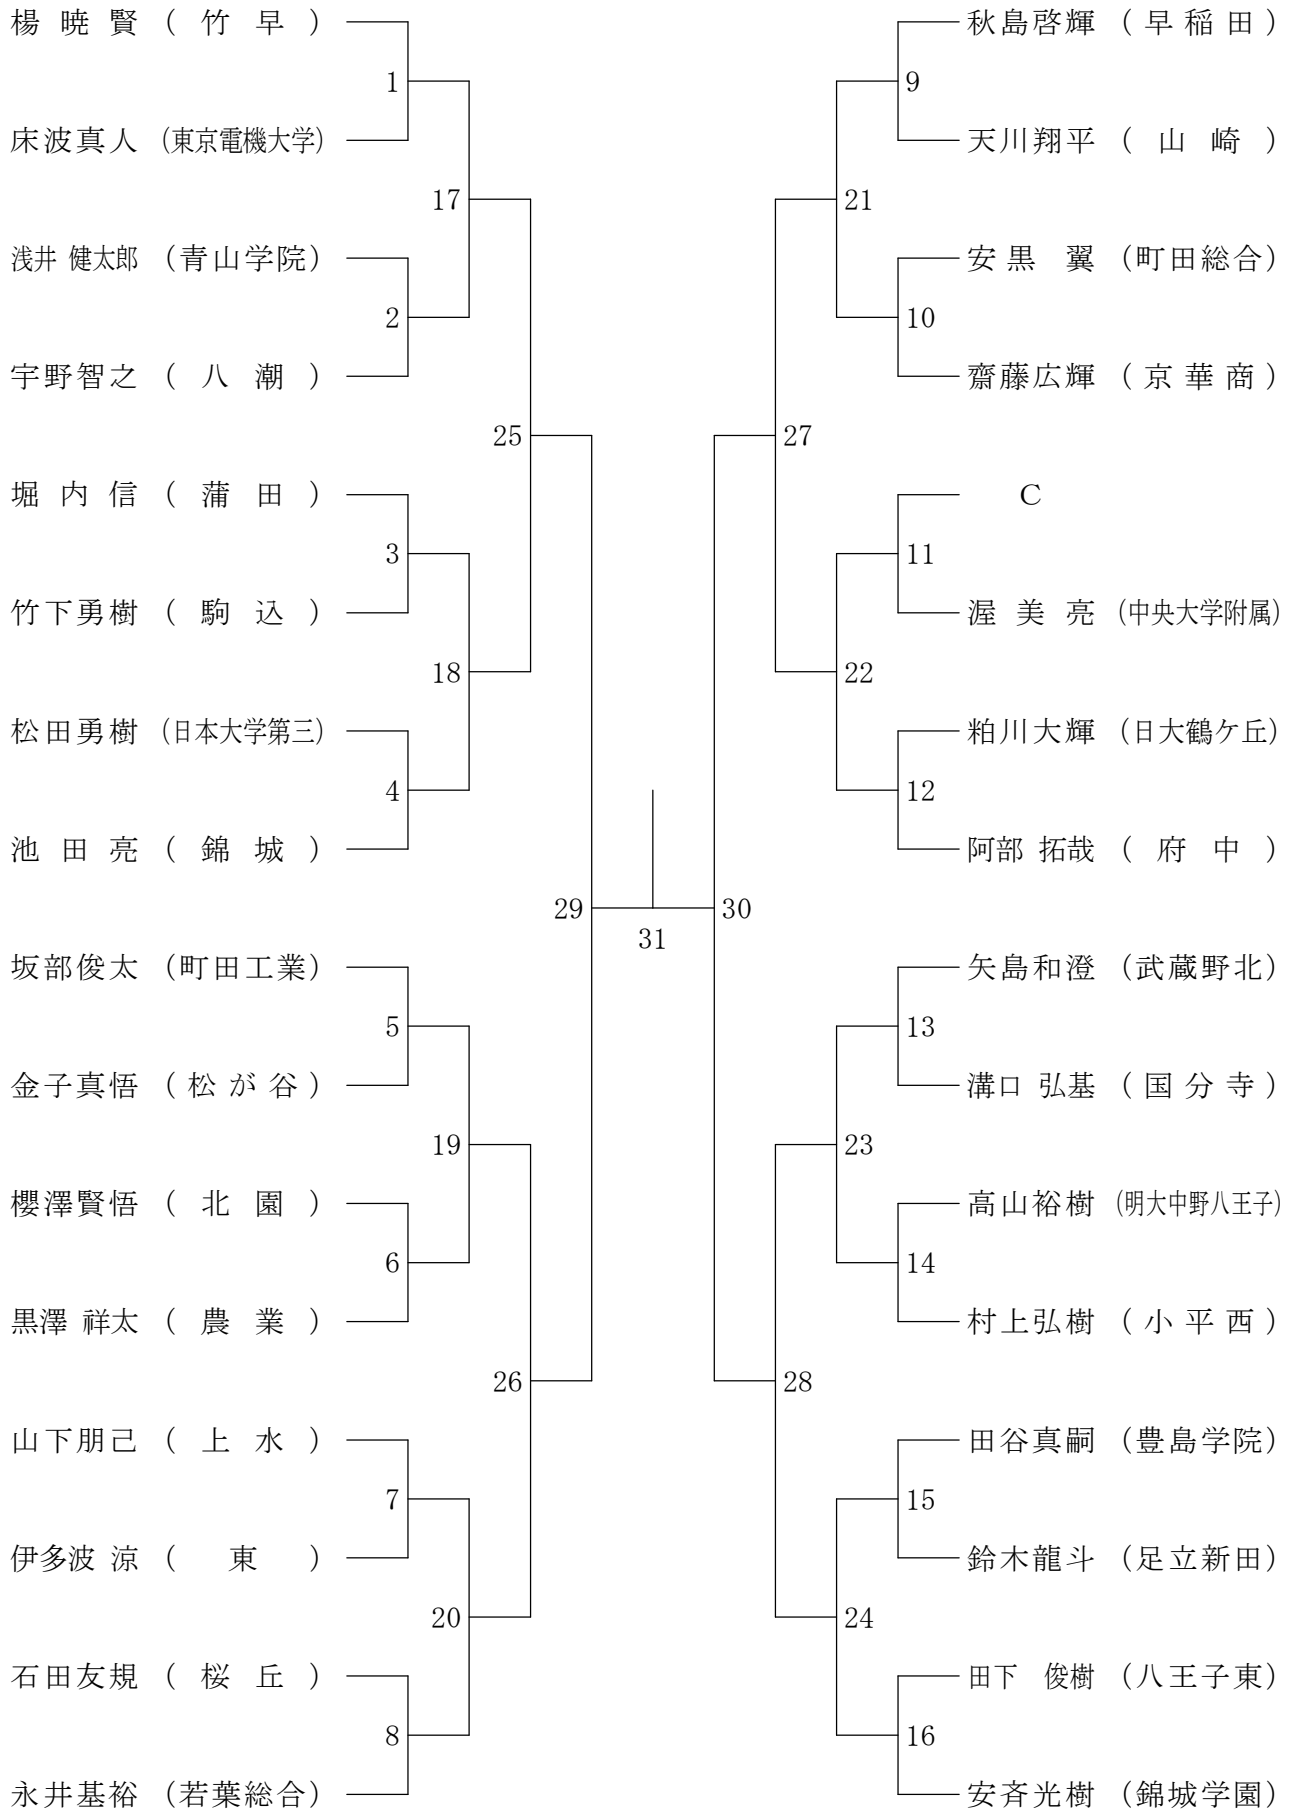 楊暁賢（竹早）
1
床波真人（東京電機大学）
17
浅井 健太郎（青山学院）
2
宇野智之（八潮）
25
堀内信（蒲田）
3
竹下勇樹（駒込）
18
松田勇樹（日本大学第三）
4
池田亮（錦城）
29
坂部俊太（町田工業）
5
金子真悟（松が谷）
19
櫻澤賢悟（北園）
6
黒澤 祥太（農業）
26
山下朋己（上水）
7
伊多波 涼（東）
20
石田友規（桜丘）
8
永井基裕（若葉総合）
31
秋島啓輝（早稲田）
9
天川翔平（山崎）
21
安黒 翼（町田総合）
10
齋藤広輝（京華商）
27
C
11
渥美亮（中央大学附属）
22
粕川大輝（日大鶴ケ丘）
12
阿部 拓哉（府中）
30
矢島和澄（武蔵野北）
13
溝口 弘基（国分寺）
23
高山裕樹（明大中野八王子）
14
村上弘樹（小平西）
28
田谷真嗣（豊島学院）
15
鈴木龍斗（足立新田）
24
田下 俊樹（八王子東）
16
安斉光樹（錦城学園）